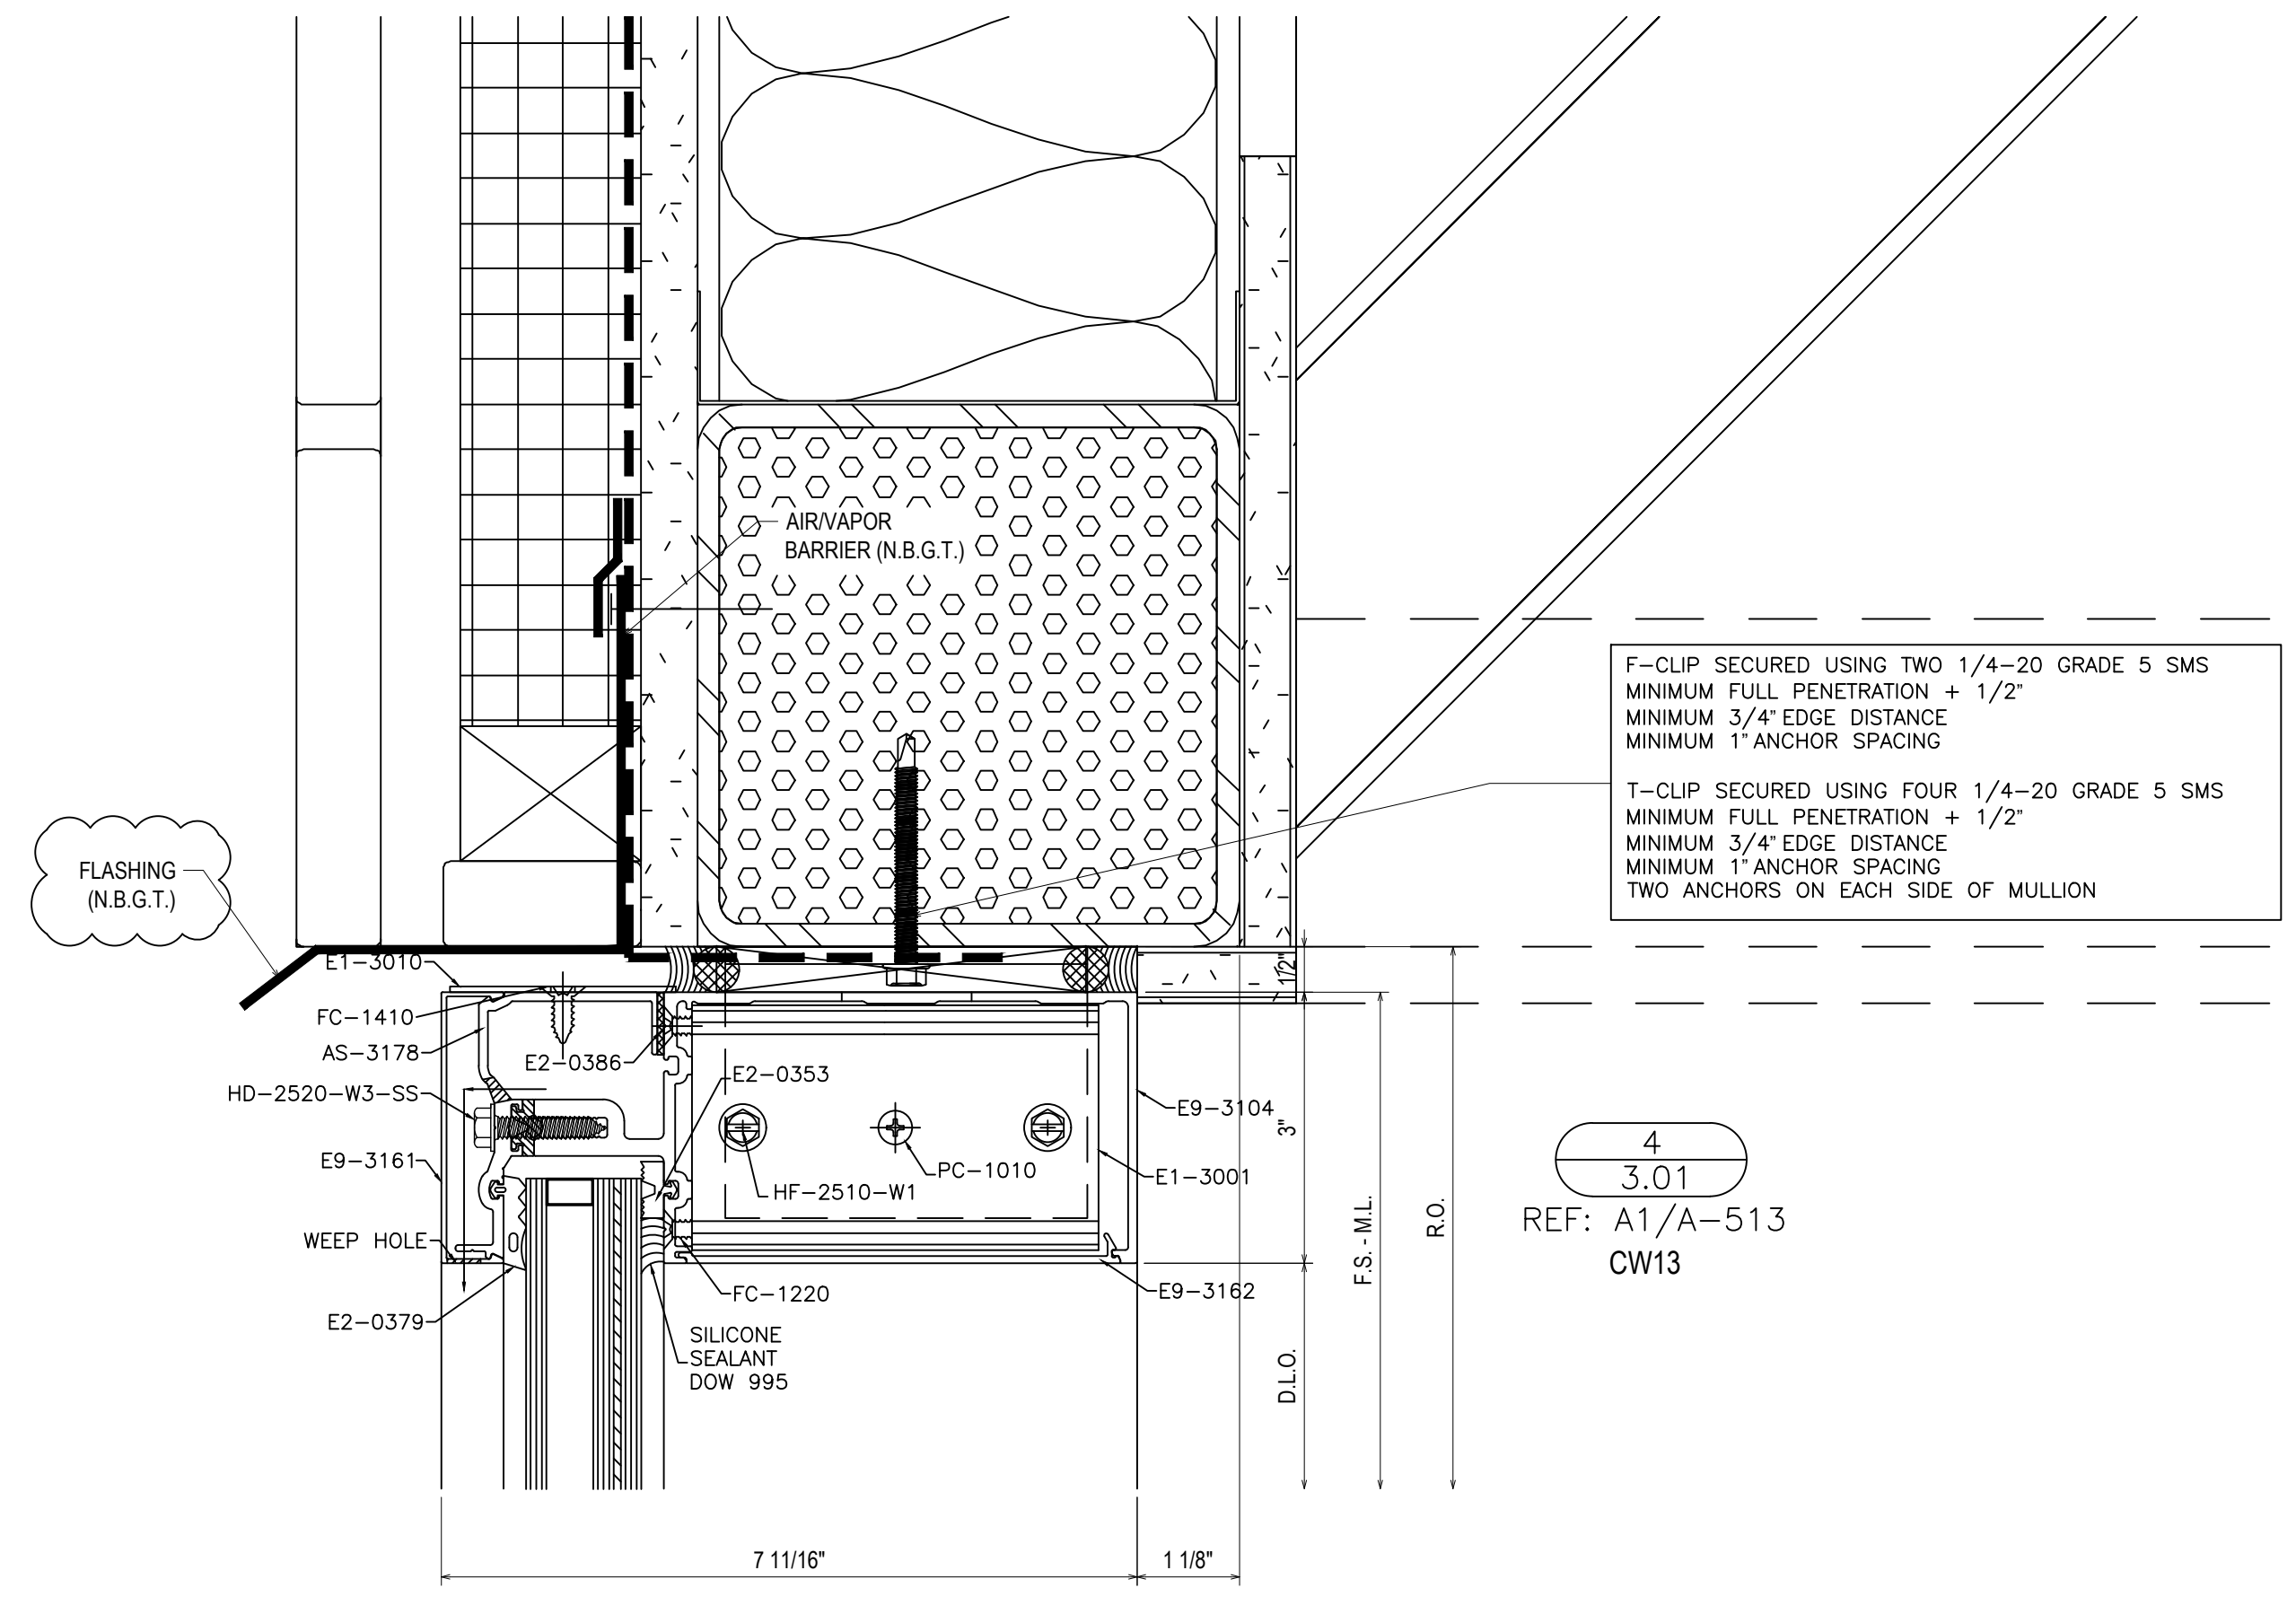 AIR/VAPOR
BARRIER (N.B.G.T.)
F-CLIP SECURED USING TWO 1/4-20 GRADE 5 SMS
MINIMUM FULL PENETRATION + 1/2"
MINIMUM 3/4" EDGE DISTANCE
MINIMUM 1" ANCHOR SPACING
T-CLIP SECURED USING FOUR 1/4-20 GRADE 5 SMS
MINIMUM FULL PENETRATION + 1/2"
MINIMUM 3/4" EDGE DISTANCE
MINIMUM 1" ANCHOR SPACING
TWO ANCHORS ON EACH SIDE OF MULLION
FLASHING
(N.B.G.T.)
E1-3010
FC-1410
AS-3178
E2-0386
HD-2520-W3-SS
E2-0353
E9-3104
E9-3161
PC-1010
HF-2510-W1
E1-3001
WEEP HOLE
FC-1220
E9-3162
E2-0379
SILICONE
SEALANT
DOW 995
1/2"
3"
D.L.O.
F.S. - M.L.
R.O.
4
3.01
REF: A1/A-513
CW13
7 11/16"
1 1/8"